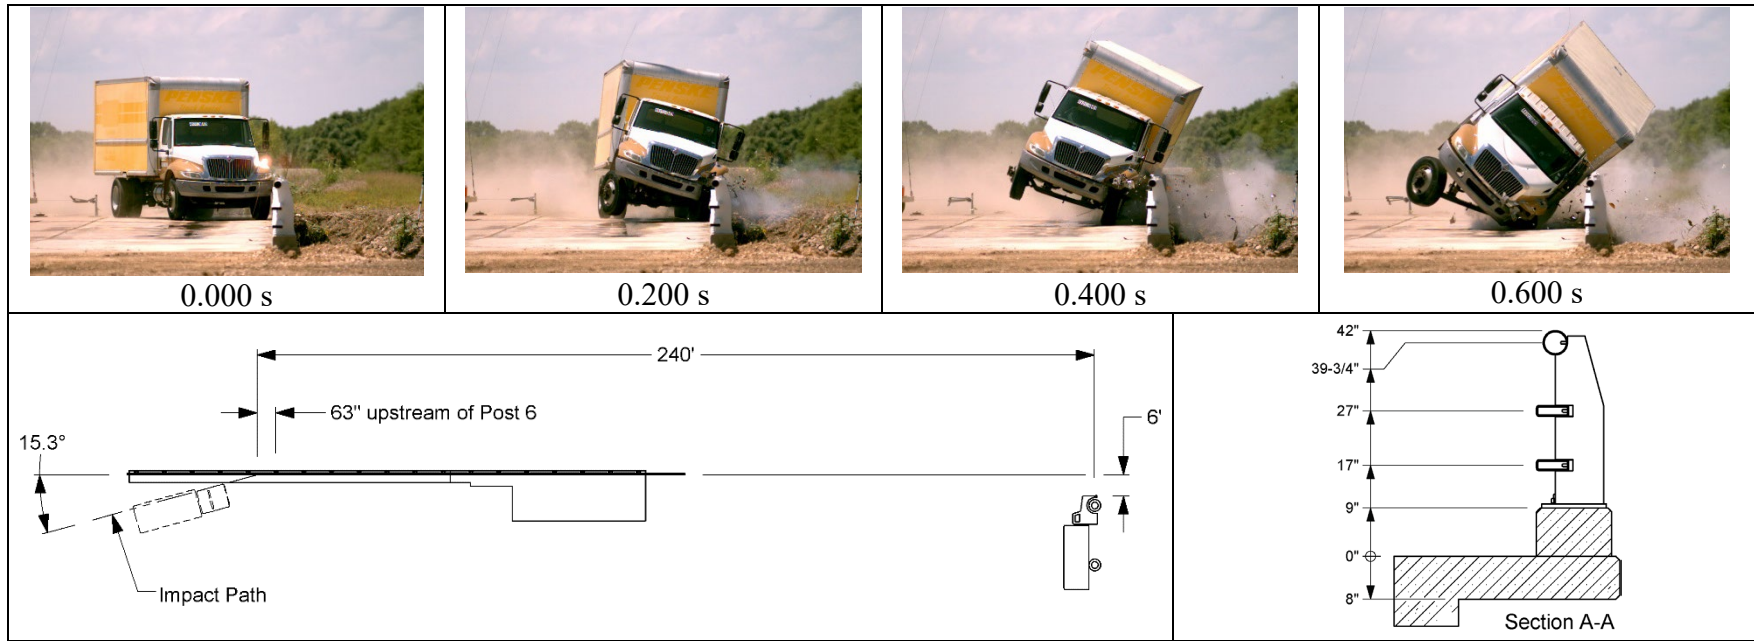 PENSKE
0.000 s
0.200 s
0.400 s
0.600 s
240'
63" upstream of Post 6
6'
15.3°
Impact Path
42"
39-3/4"
27"
17"
9"
0"
8"
Section A-A